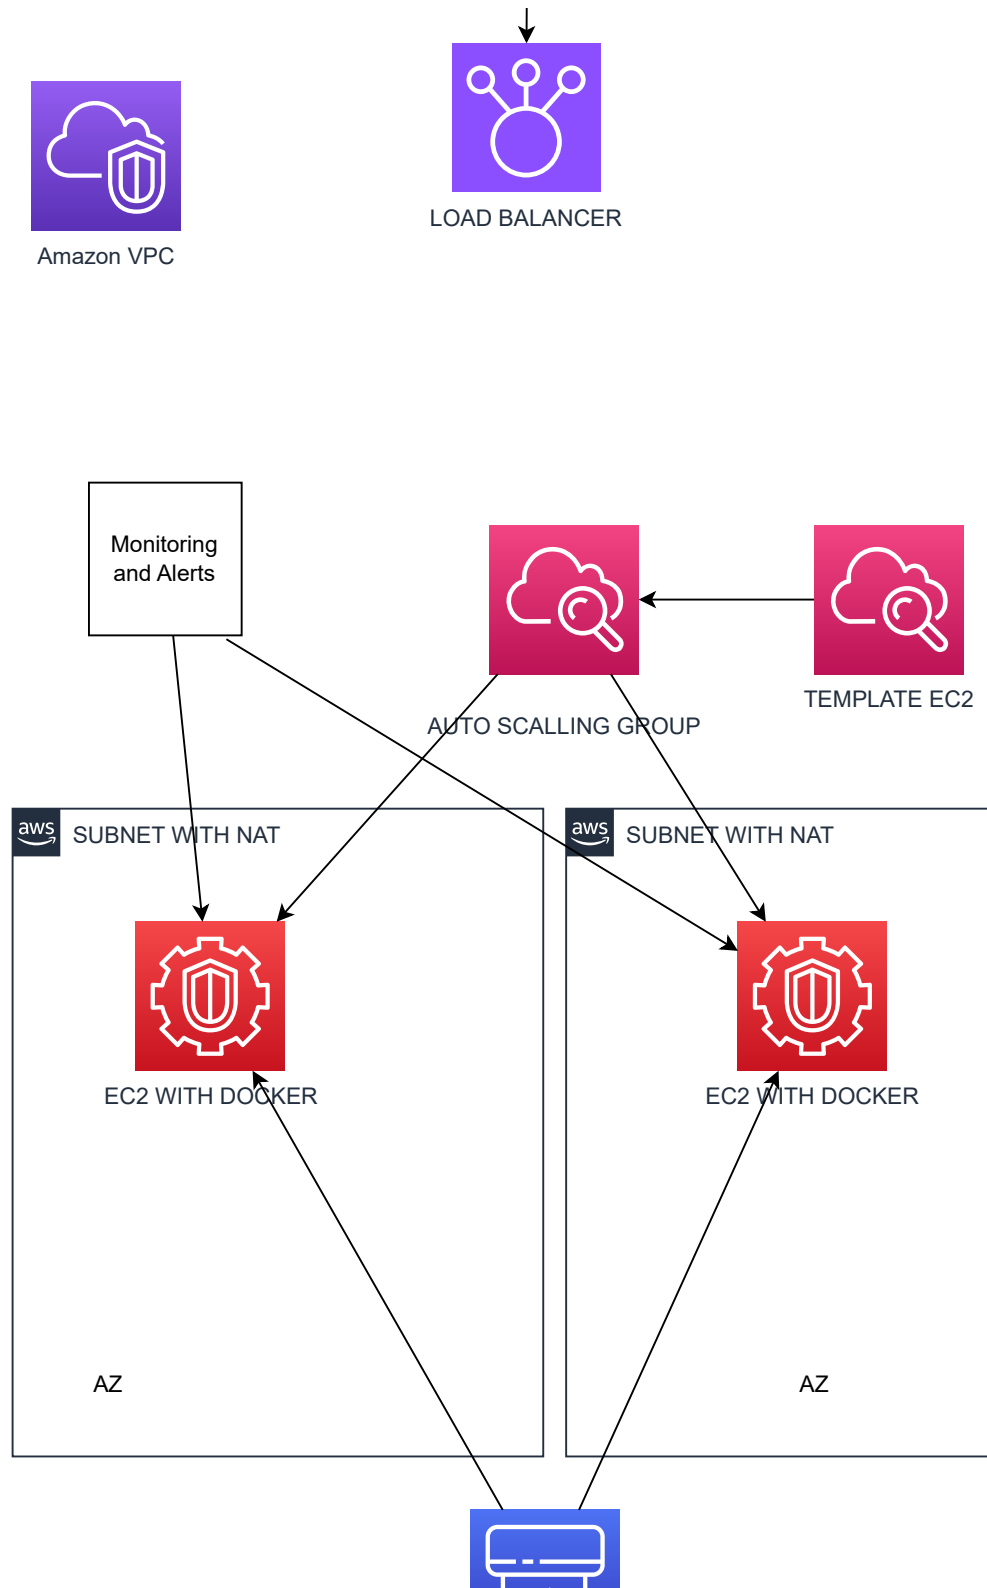 LOAD BALANCER
Amazon VPC
Monitoring
and Alerts
TEMPLATE EC2
AUTO SCALLING GROUP
aws
SUBNET WITH NAT
aws
SUBNET WITH NAT
EC2 WITH DOCKER
EC2 WITH DOCKER
AZ
AZ